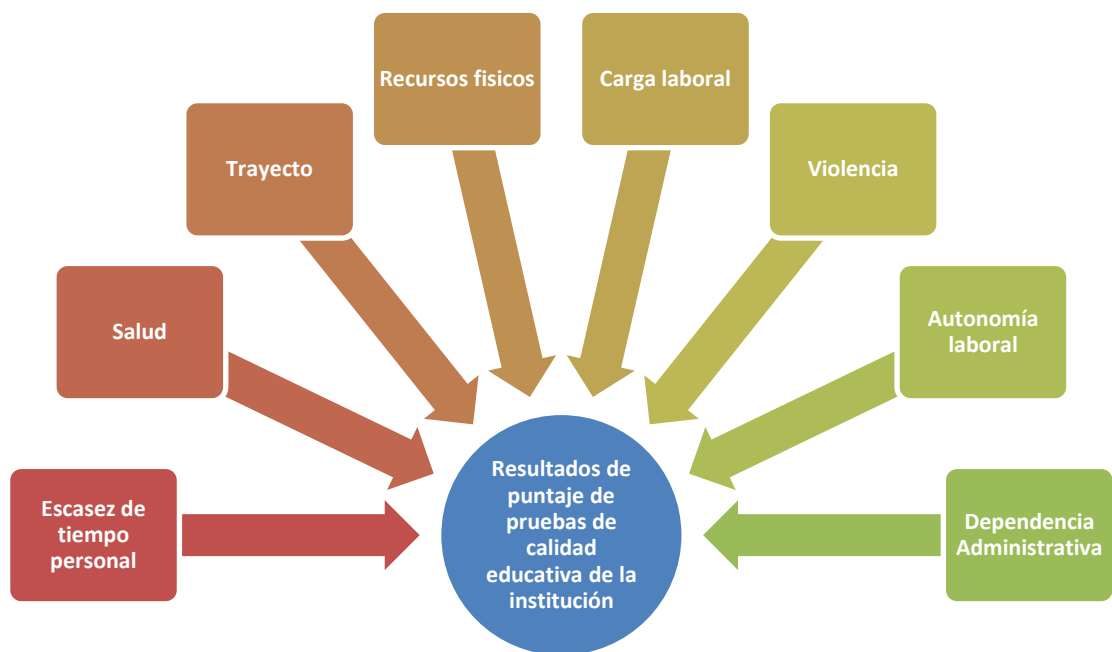 Recursos fisicos
Carga laboral
Trayecto
Violencia
Salud
Autonomía
laboral
Escasez de
tiempo
personal
Resultados de
puntaje de
pruebas de
calidad
educativa de la
institución
Dependencia
Administrativa